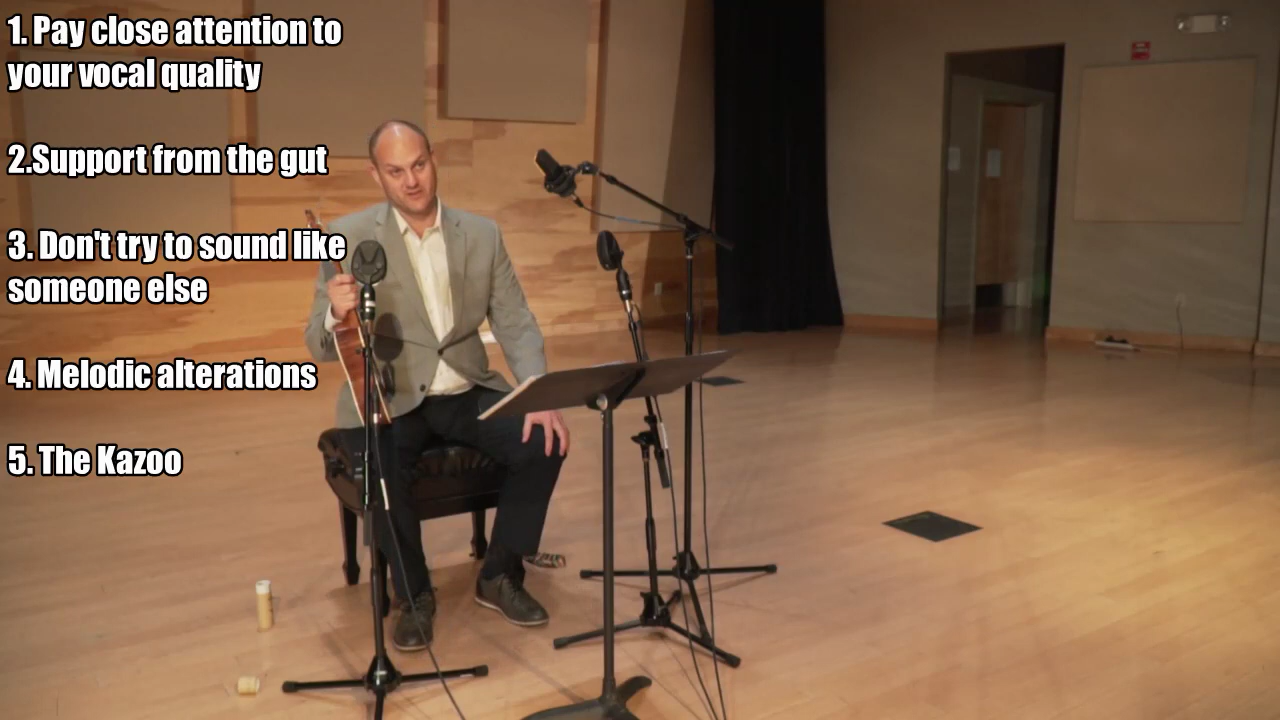 1. Pay close attention to
your vocal quality
2.Support from the gut
3. Don't try to sound like
someone else
4. Melodic alterations
5. The Kazoo